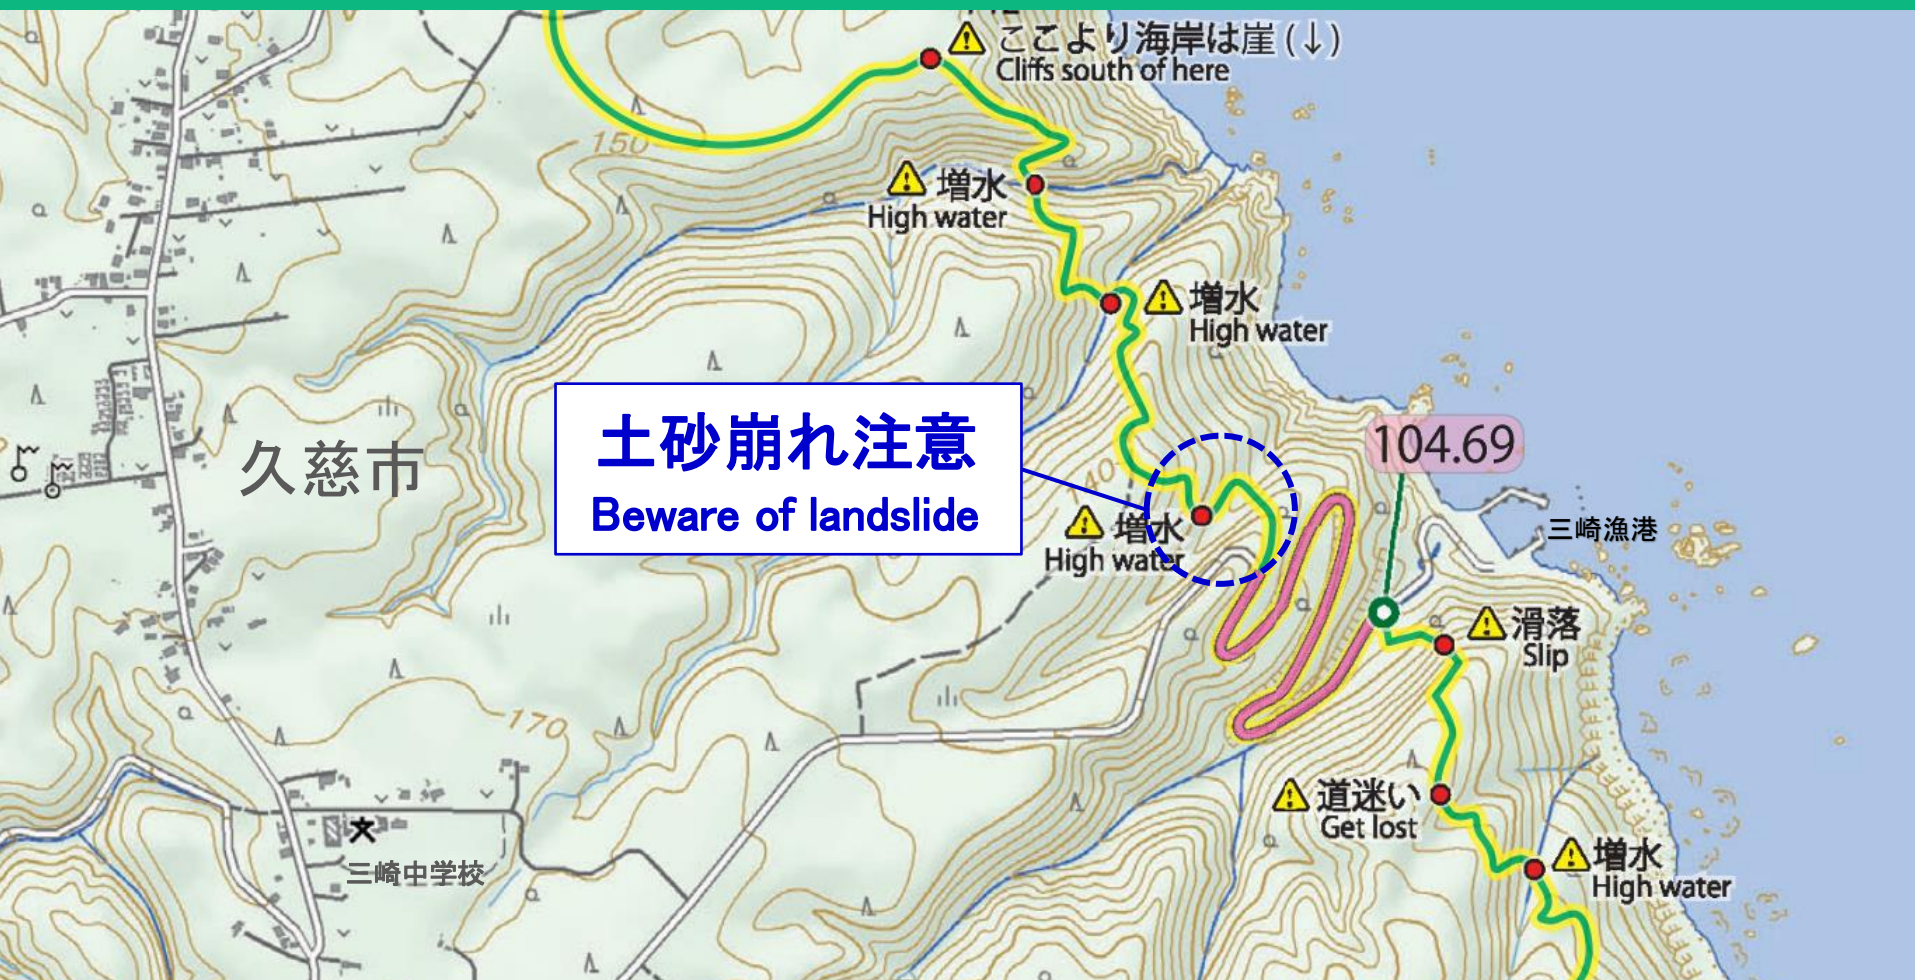 ここより海岸は崖(↓)
Cliffs south of here
150
増水
High water
増水
High water
土砂崩れ注意
Beware of landslide
久慈市
104.69
140
増水
High water
三崎漁港
滑落
Slip
170
道迷い
Get lost
増水
High water
三崎中学校